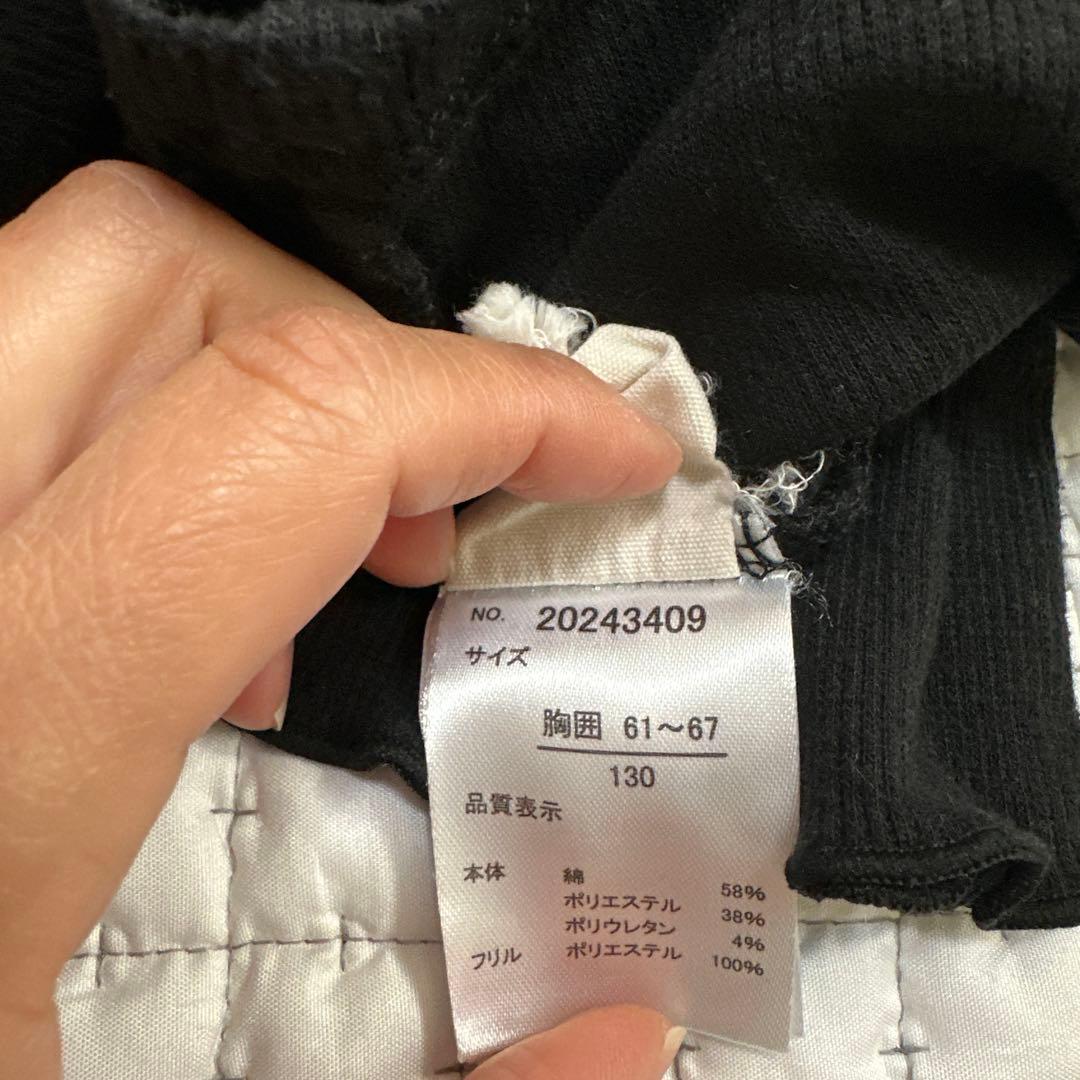 NO. 20243409
サイズ
胸囲 61～67
130
品質表示
本体 綿 58%
ポリエステル 38%
ポリウレタン 4%
フリル ポリエステル 100%